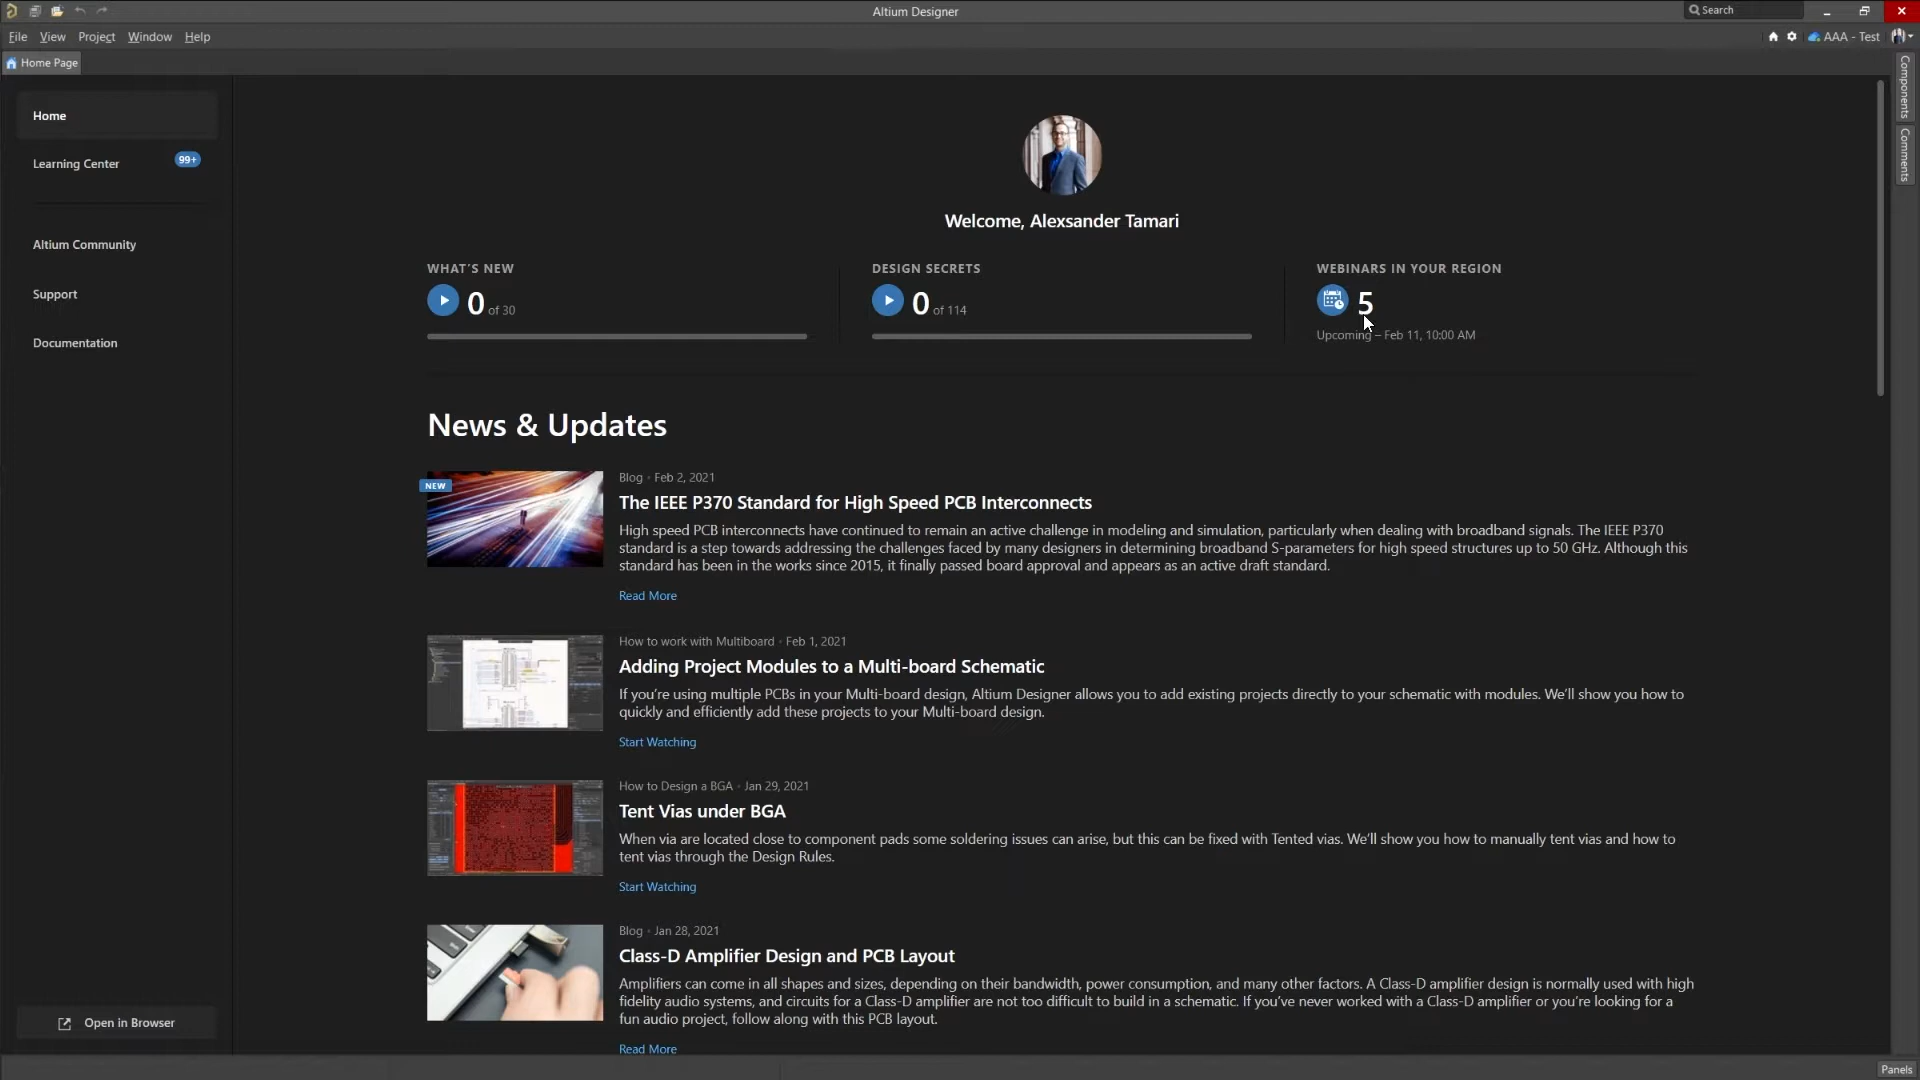 Altium Designer
Search
File View Project Window Help
AAA - Test
Home Page
Components
Comments
Home
Learning Center 99+
Altium Community
Support
Documentation
Open in Browser
Welcome, Alexsander Tamari
WHAT'S NEW
0 of 30
DESIGN SECRETS
0 of 114
WEBINARS IN YOUR REGION
5
Upcoming – Feb 11, 10:00 AM
News & Updates
NEW
Blog · Feb 2, 2021
The IEEE P370 Standard for High Speed PCB Interconnects
High speed PCB interconnects have continued to remain an active challenge in modeling and simulation, particularly when dealing with broadband signals. The IEEE P370
standard is a step towards addressing the challenges faced by many designers in determining broadband S-parameters for high speed structures up to 50 GHz. Although this
standard has been in the works since 2015, it finally passed board approval and appears as an active draft standard.
Read More
How to work with Multiboard · Feb 1, 2021
Adding Project Modules to a Multi-board Schematic
If you're using multiple PCBs in your Multi-board design, Altium Designer allows you to add existing projects directly to your schematic with modules. We'll show you how to
quickly and efficiently add these projects to your Multi-board design.
Start Watching
How to Design a BGA · Jan 29, 2021
Tent Vias under BGA
When via are located close to component pads some soldering issues can arise, but this can be fixed with Tented vias. We'll show you how to manually tent vias and how to
tent vias through the Design Rules.
Start Watching
Blog · Jan 28, 2021
Class-D Amplifier Design and PCB Layout
Amplifiers can come in all shapes and sizes, depending on their bandwidth, power consumption, and many other factors. A Class-D amplifier design is normally used with high
fidelity audio systems, and circuits for a Class-D amplifier are not too difficult to build in a schematic. If you've never worked with a Class-D amplifier or you're looking for a
fun audio project, follow along with this PCB layout.
Read More
Panels